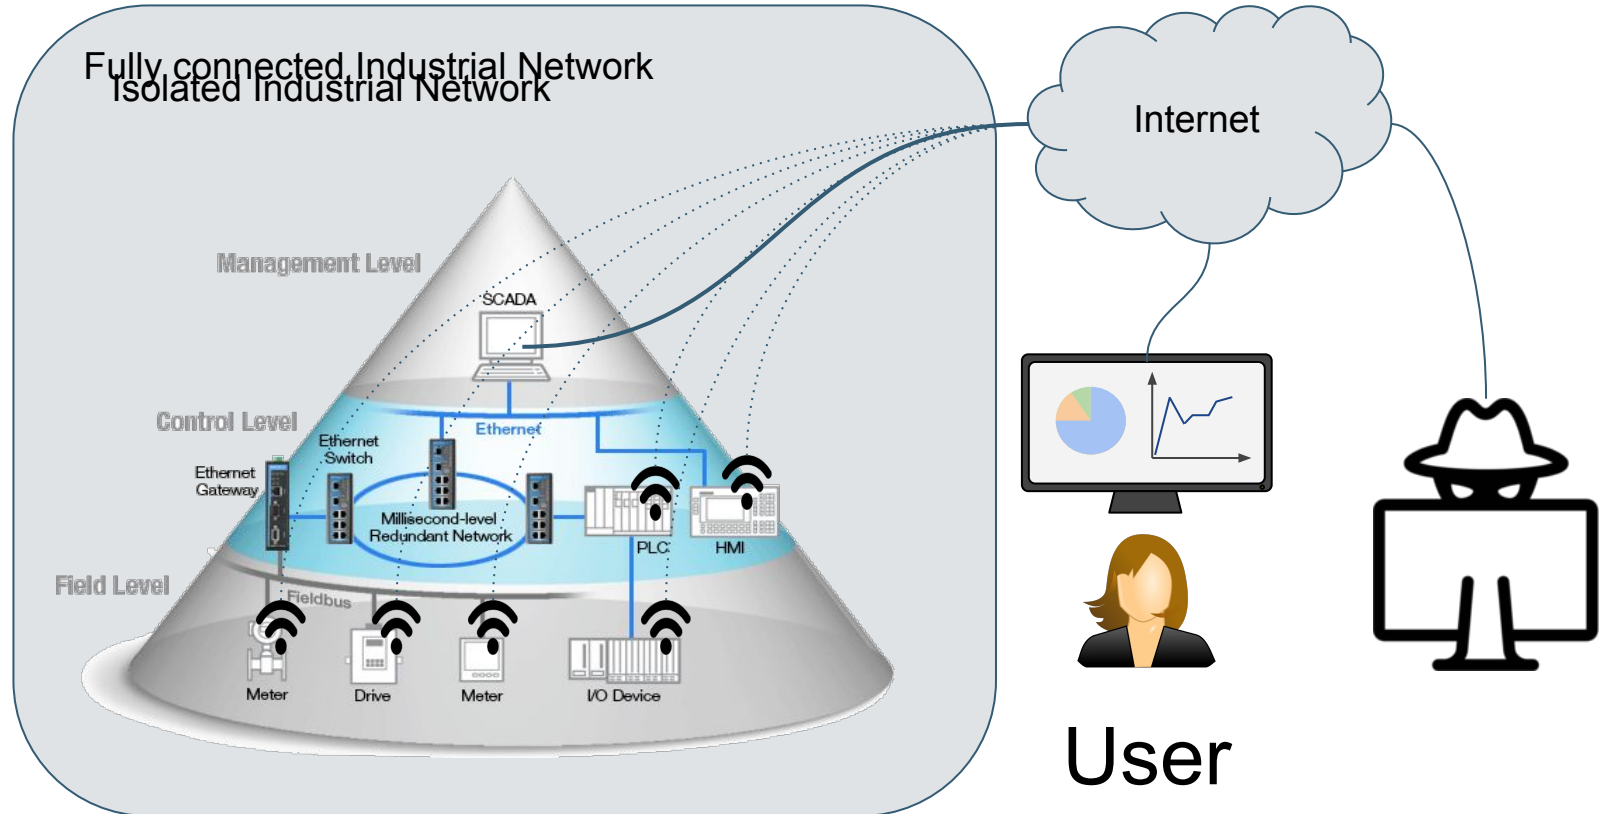 Fully connected Industrial Network
Isolated Industrial Network
Internet
Management Level
SCADA
Control Level
Ethernet
Ethernet
Switch
Ethernet
Gateway
Millisecond-level
Redundant Network
PLC
HMI
Field Level
Fieldbus
Meter
Drive
Meter
I/O Device
User